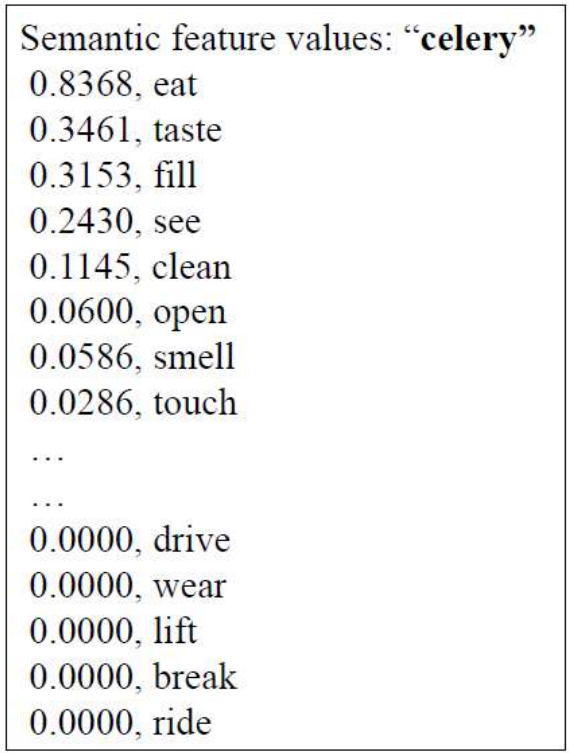 Semantic feature values: “celery”
0.8368, eat
0.3461, taste
0.3153, fill
0.2430, see
0.1145, clean
0.0600, open
0.0586, smell
0.0286, touch
…
…
0.0000, drive
0.0000, wear
0.0000, lift
0.0000, break
0.0000, ride